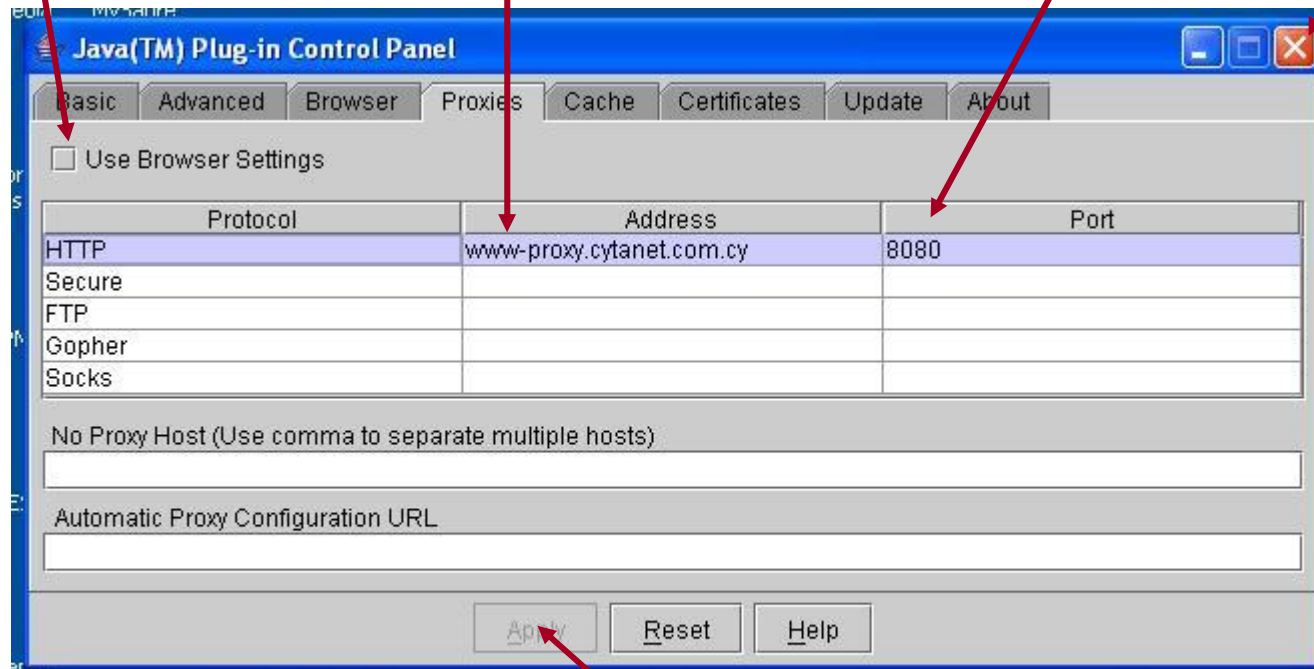 Java(TM) Plug-in Control Panel
Basic Advanced Browser Proxies Cache Certificates Update About
Use Browser Settings
Protocol Address Port
HTTP www-proxy.cytanet.com.cy 8080
Secure
FTP
Gopher
Socks
No Proxy Host (Use comma to separate multiple hosts)
Automatic Proxy Configuration URL
Apply Reset Help